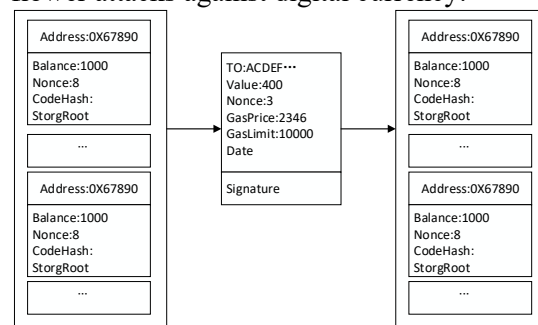 Address:0X67890
Balance:1000
Nonce:8
CodeHash:
StorgRoot
...
Address:0X67890
Balance:1000
Nonce:8
CodeHash:
StorgRoot
...
TO:ACDEF···
Value:400
Nonce:3
GasPrice:2346
GasLimit:10000
Date
Signature
Address:0X67890
Balance:1000
Nonce:8
CodeHash:
StorgRoot
...
Address:0X67890
Balance:1000
Nonce:8
CodeHash:
StorgRoot
...